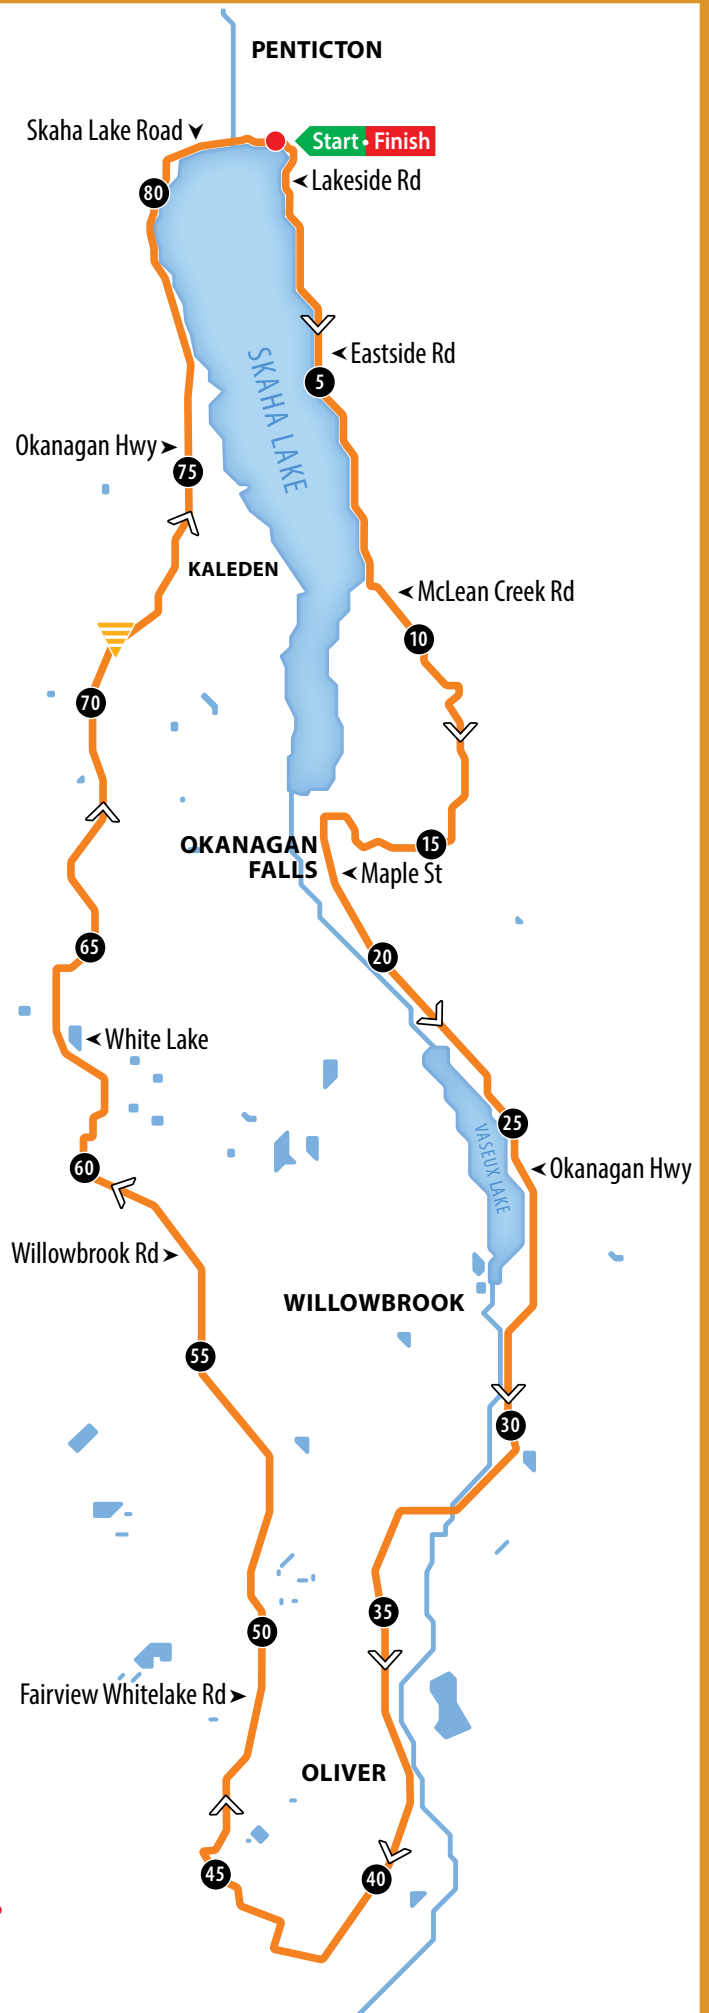 PENTICTON
Skaha Lake Road
Start • Finish
Lakeside Rd
80
Eastside Rd
5
SKAHA LAKE
Okanagan Hwy
75
KALEDEN
McLean Creek Rd
10
70
OKANAGAN
FALLS
15
Maple St
65
20
White Lake
25
VASEUX LAKE
60
Okanagan Hwy
Willowbrook Rd
WILLOWBROOK
55
30
35
50
Fairview Whitelake Rd
OLIVER
45
40